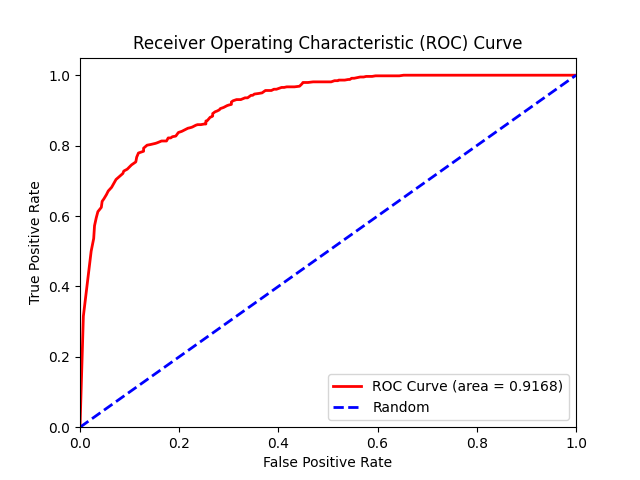 Receiver Operating Characteristic (ROC) Curve
1.0
0.8
0.6
0.4
0.2
0.0
True Positive Rate
ROC Curve (area = 0.9168)
Random
0.0 0.2 0.4 0.6 0.8 1.0
False Positive Rate